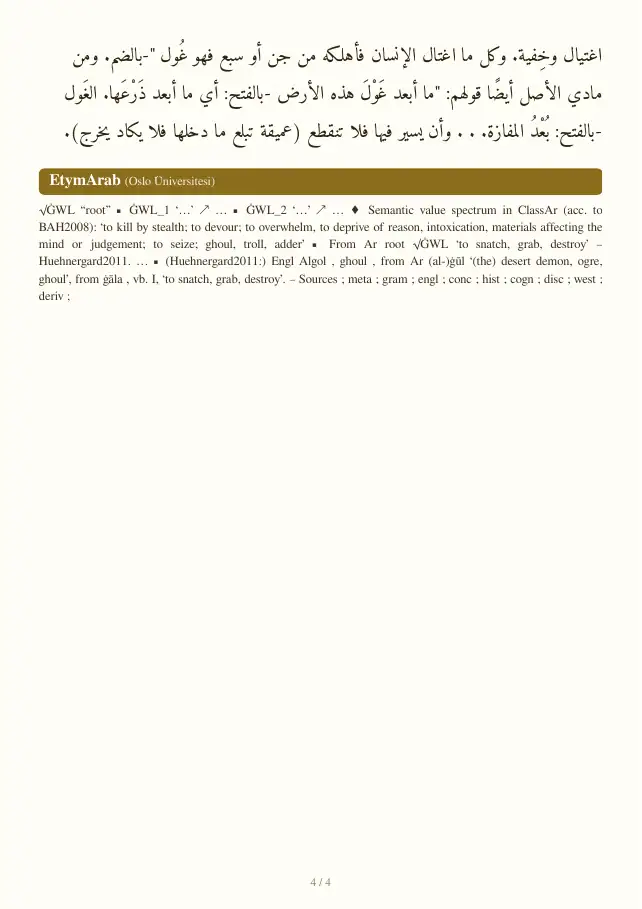 اغتيال وخِفية. وكل ما اغتال الإنسان فأهلكه من جن أو سبع فهو غُول "-بالضم. ومن
مادي الأصل أيضًا قولهم: "ما أبعد غَوْلَ هذه الأرض -بالفتح: أي ما أبعد ذَرْعَها. الغَول
-بالفتح: بُعْدُ المفازة. . . وأن يسير فيها فلا تنقطع (عميقة تبلع ما دخلها فلا يكاد يخرج).
EtymArab (Oslo Üniversitesi)
√ĠWL “root” ▪ ĠWL_1 ‘…’ ↗ … ▪ ĠWL_2 ‘…’ ↗ … ♦ Semantic value spectrum in ClassAr (acc. to
BAH2008): ‘to kill by stealth; to devour; to overwhelm, to deprive of reason, intoxication, materials affecting the
mind or judgement; to seize; ghoul, troll, adder’ ▪ From Ar root √ĠWL ‘to snatch, grab, destroy’ –
Huehnergard2011. … ▪ (Huehnergard2011:) Engl Algol , ghoul , from Ar (al-)ġūl ‘(the) desert demon, ogre,
ghoul’, from ġāla , vb. I, ‘to snatch, grab, destroy’. – Sources ; meta ; gram ; engl ; conc ; hist ; cogn ; disc ; west ;
deriv ;
4 / 4